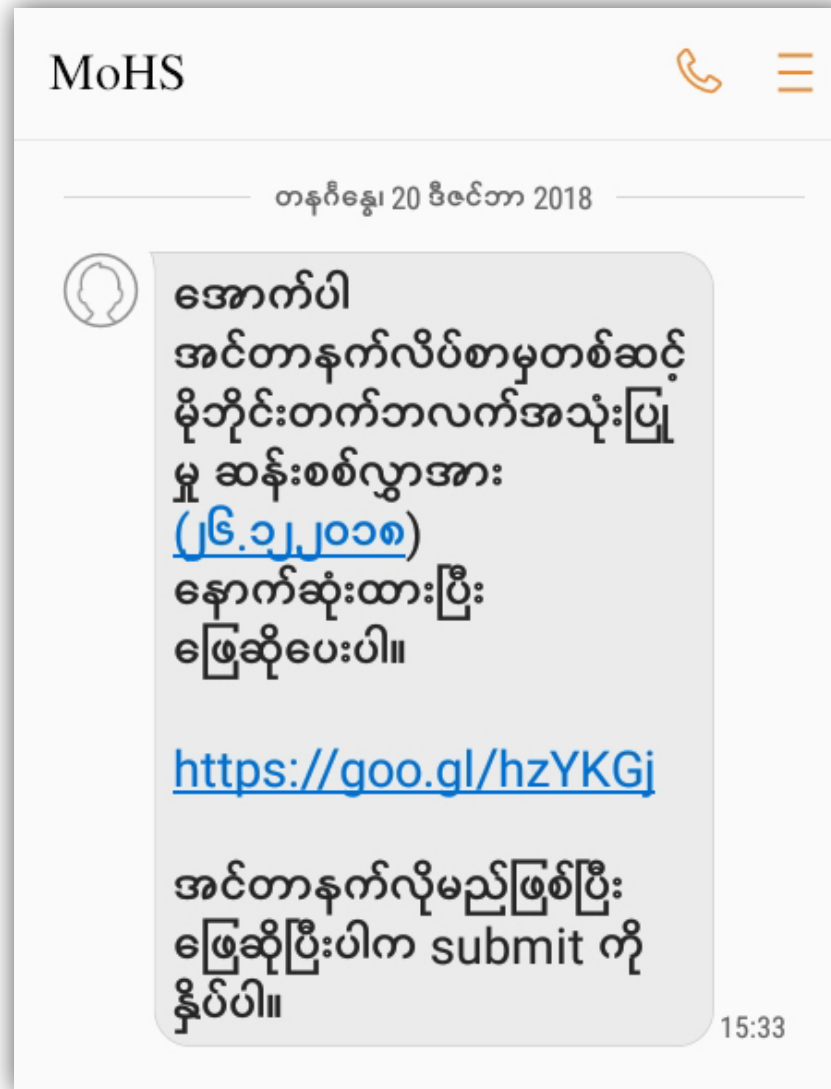 MoHS
တနင်္ဂနွေ၊ 20 ဒီဇင်ဘာ 2018
အောက်ပါ
အင်တာနက်လိပ်စာမှတစ်ဆင့်
မိုဘိုင်းတက်ဘလက်အသုံးပြု
မှု ဆန်းစစ်လွှာအား
(၂၆.၁၂.၂၀၁၈)
နောက်ဆုံးထားပြီး
ဖြေဆိုပေးပါ။
https://goo.gl/hzYKGj
အင်တာနက်လိုမည်ဖြစ်ပြီး
ဖြေဆိုပြီးပါက submit ကို
နှိပ်ပါ။
15:33